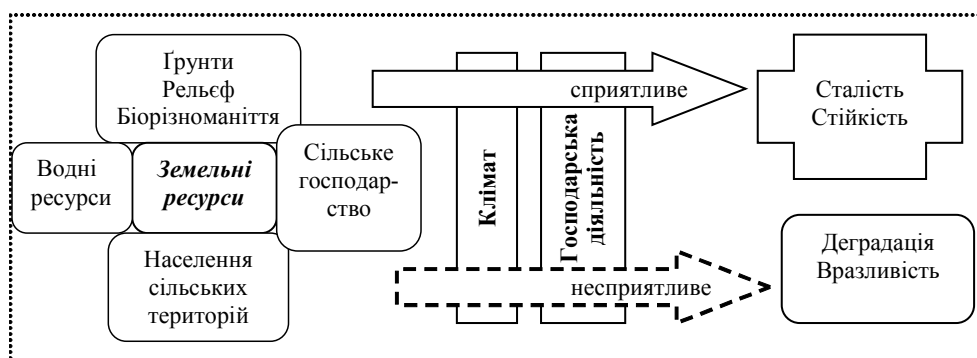 Ґрунти
Рельєф
Біорізноманіття
Водні
ресурси
Земельні
ресурси
Сільське
господар-
ство
Населення
сільських
територій
Клімат
Господарська
діяльність
сприятливе
несприятливе
Сталість
Стійкість
Деградація
Вразливість